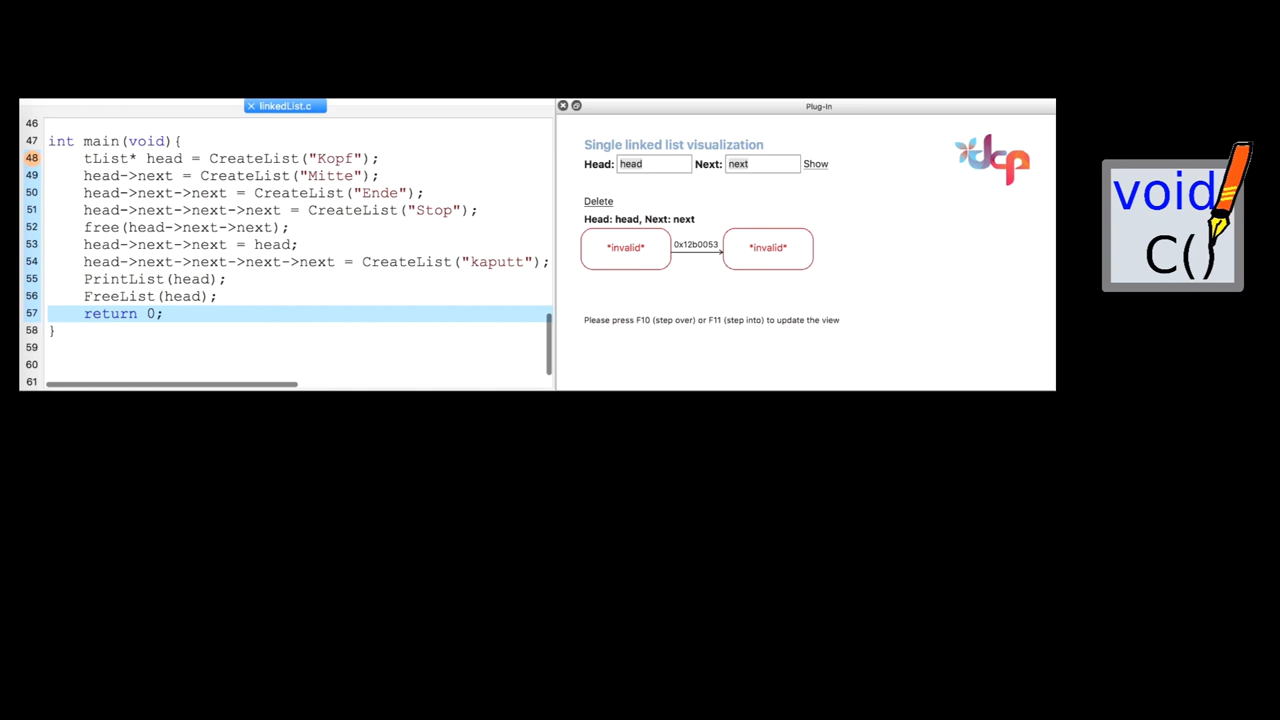 linkedList.c
46
47 int main(void){
48 tList* head = CreateList("Kopf");
49 head->next = CreateList("Mitte");
50 head->next->next = CreateList("Ende");
51 head->next->next->next = CreateList("Stop");
52 free(head->next->next);
53 head->next->next = head;
54 head->next->next->next->next = CreateList("kaputt");
55 PrintList(head);
56 FreeList(head);
57 return 0;
58 }
59
60
61
Plug-In
Single linked list visualization
Head: head Next: next Show
dcp
Delete
Head: head, Next: next
*invalid* 0x12b0053 *invalid*
Please press F10 (step over) or F11 (step into) to update the view
void
C()